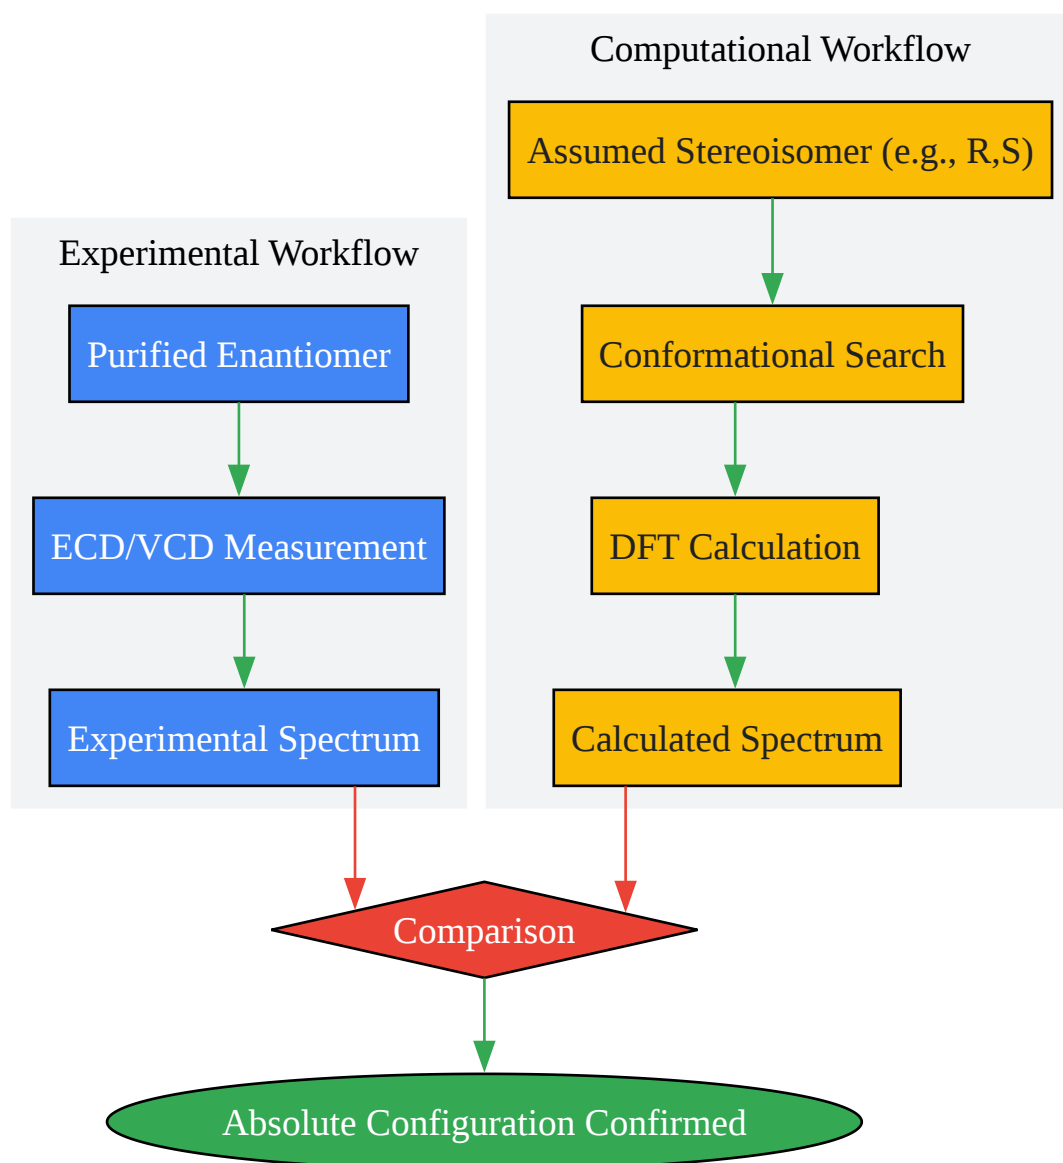 Computational Workflow
Assumed Stereoisomer (e.g., R,S)
Experimental Workflow
Purified Enantiomer
Conformational Search
ECD/VCD Measurement
DFT Calculation
Experimental Spectrum
Calculated Spectrum
Comparison
Absolute Configuration Confirmed